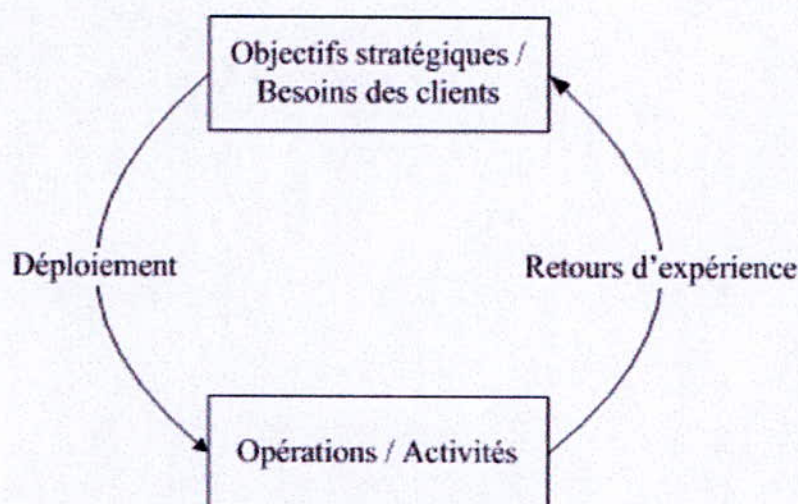 Objectifs stratégiques /
Besoins des clients
Déploiement
Retours d'expérience
Opérations / Activités